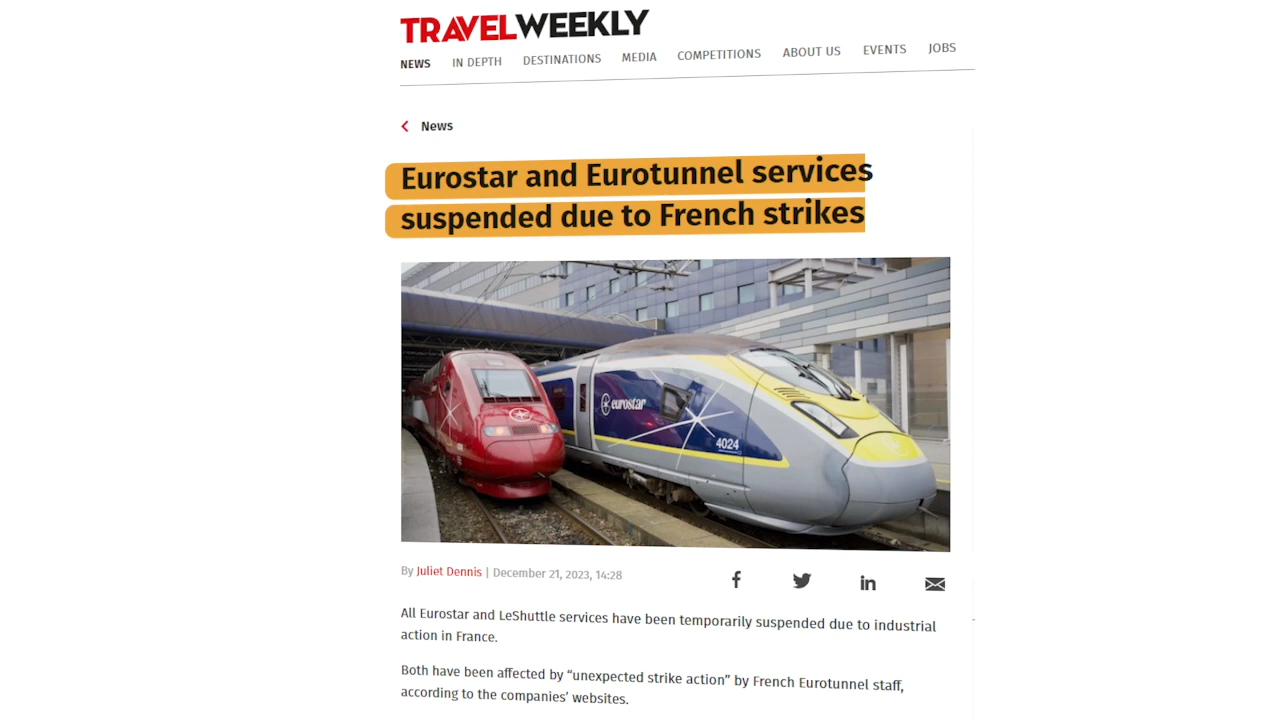 TRAVELWEEKLY
NEWS IN DEPTH DESTINATIONS MEDIA COMPETITIONS ABOUT US EVENTS JOBS
News
Eurostar and Eurotunnel services
suspended due to French strikes
eurostar
4024
By Juliet Dennis | December 21, 2023, 14:28
All Eurostar and LeShuttle services have been temporarily suspended due to industrial
action in France.
Both have been affected by “unexpected strike action” by French Eurotunnel staff,
according to the companies’ websites.